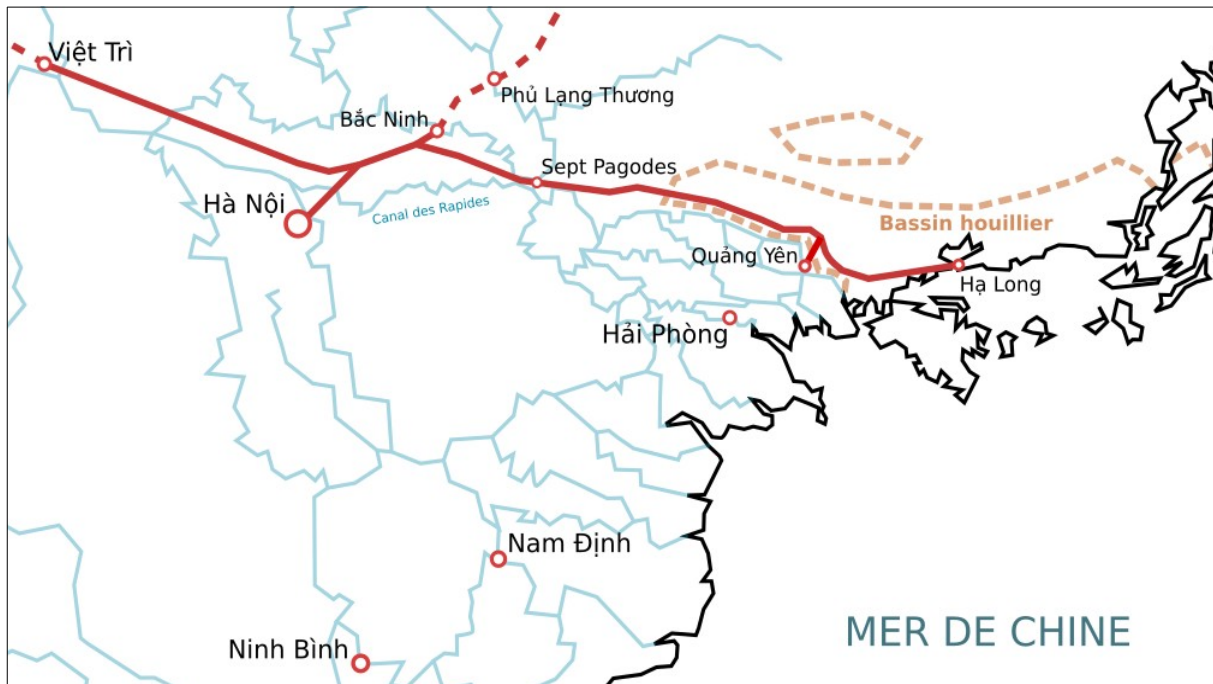 Việt Trì
Phủ Lạng Thương
Bắc Ninh
Sept Pagodes
Hà Nội
Canal des Rapides
Bassin houillier
Quảng Yên
Hạ Long
Hải Phòng
Nam Định
MER DE CHINE
Ninh Bình